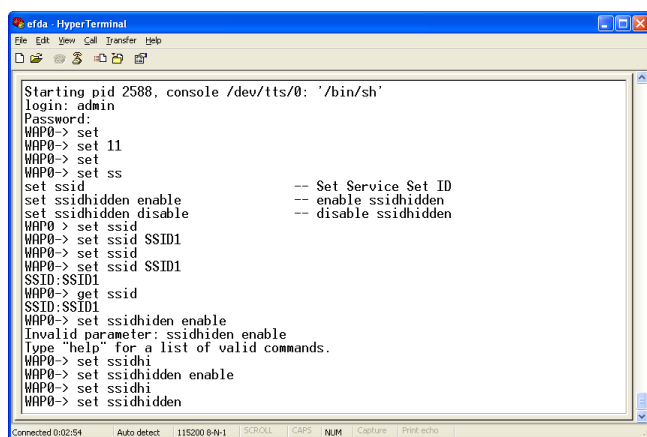 efda - HyperTerminal
File Edit View Call Transfer Help
Starting pid 2588, console /dev/tts/0: '/bin/sh'
login: admin
Password:
WAP0-> set
WAP0-> set 11
WAP0-> set
WAP0-> set ss
set ssid -- Set Service Set ID
set ssidhidden enable -- enable ssidhidden
set ssidhidden disable -- disable ssidhidden
WAP0 > set ssid
WAP0-> set ssid SSID1
WAP0-> set ssid
WAP0-> set ssid SSID1
SSID:SSID1
WAP0-> get ssid
SSID:SSID1
WAP0-> set ssidhiden enable
Invalid parameter: ssidhiden enable
Type "help" for a list of valid commands.
WAP0-> set ssidhi
WAP0-> set ssidhidden enable
WAP0-> set ssidhi
WAP0-> set ssidhidden
Connected 0:02:54 Auto detect 115200 8-N-1 SCROLL CAPS NUM Capture Print echo